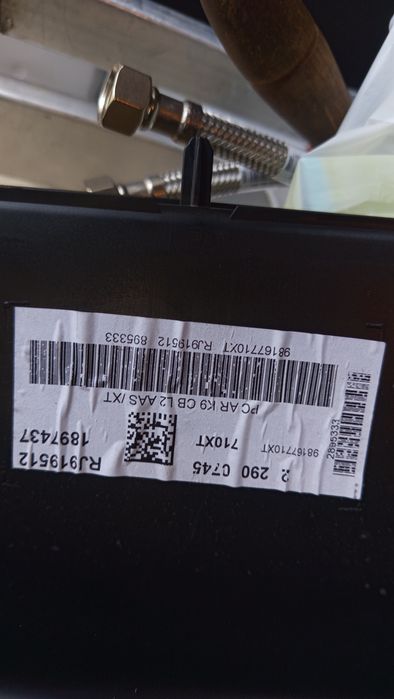 2 290 C745
RJ919512
98167710XT
710XT
1897437
2895333
PCAR K9 CB L2 AAS /XT
98167710XT RJ919512 895333